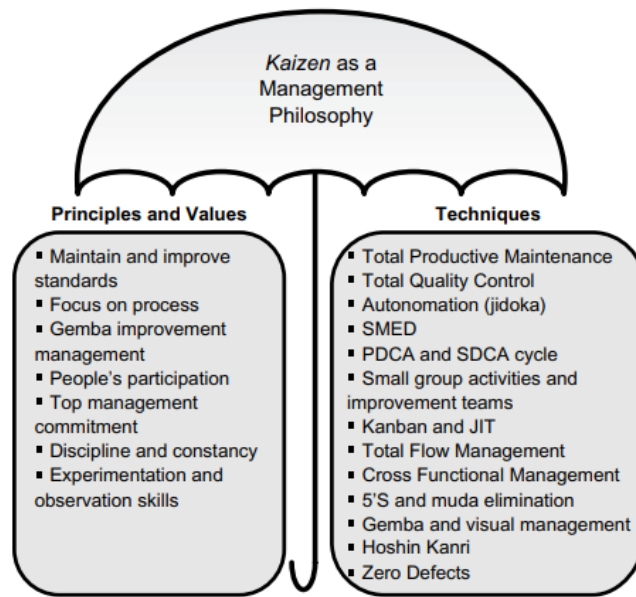 Kaizen as a
Management
Philosophy
Principles and Values
▪ Maintain and improve
standards
▪ Focus on process
▪ Gemba improvement
management
▪ People's participation
▪ Top management
commitment
▪ Discipline and constancy
▪ Experimentation and
observation skills
Techniques
▪ Total Productive Maintenance
▪ Total Quality Control
▪ Autonomation (jidoka)
▪ SMED
▪ PDCA and SDCA cycle
▪ Small group activities and
improvement teams
▪ Kanban and JIT
▪ Total Flow Management
▪ Cross Functional Management
▪ 5'S and muda elimination
▪ Gemba and visual management
▪ Hoshin Kanri
▪ Zero Defects